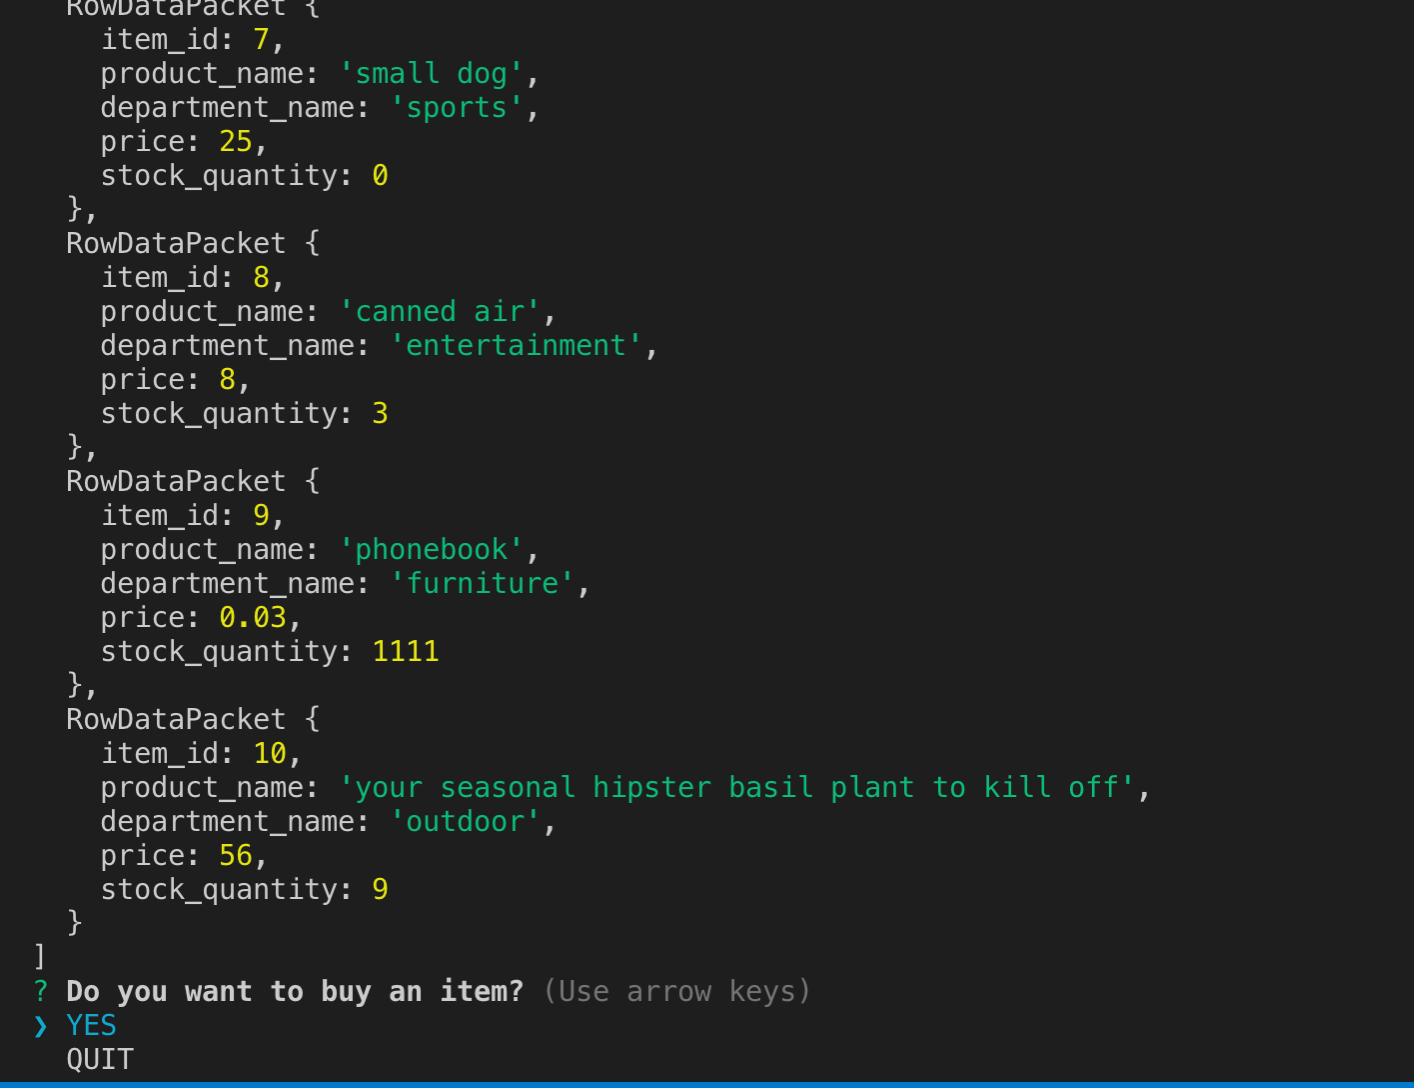 RowDataPacket {
item_id: 7,
product_name: 'small dog',
department_name: 'sports',
price: 25,
stock_quantity: 0
},
RowDataPacket {
item_id: 8,
product_name: 'canned air',
department_name: 'entertainment',
price: 8,
stock_quantity: 3
},
RowDataPacket {
item_id: 9,
product_name: 'phonebook',
department_name: 'furniture',
price: 0.03,
stock_quantity: 1111
},
RowDataPacket {
item_id: 10,
product_name: 'your seasonal hipster basil plant to kill off',
department_name: 'outdoor',
price: 56,
stock_quantity: 9
}
]
? Do you want to buy an item? (Use arrow keys)
❯ YES
QUIT